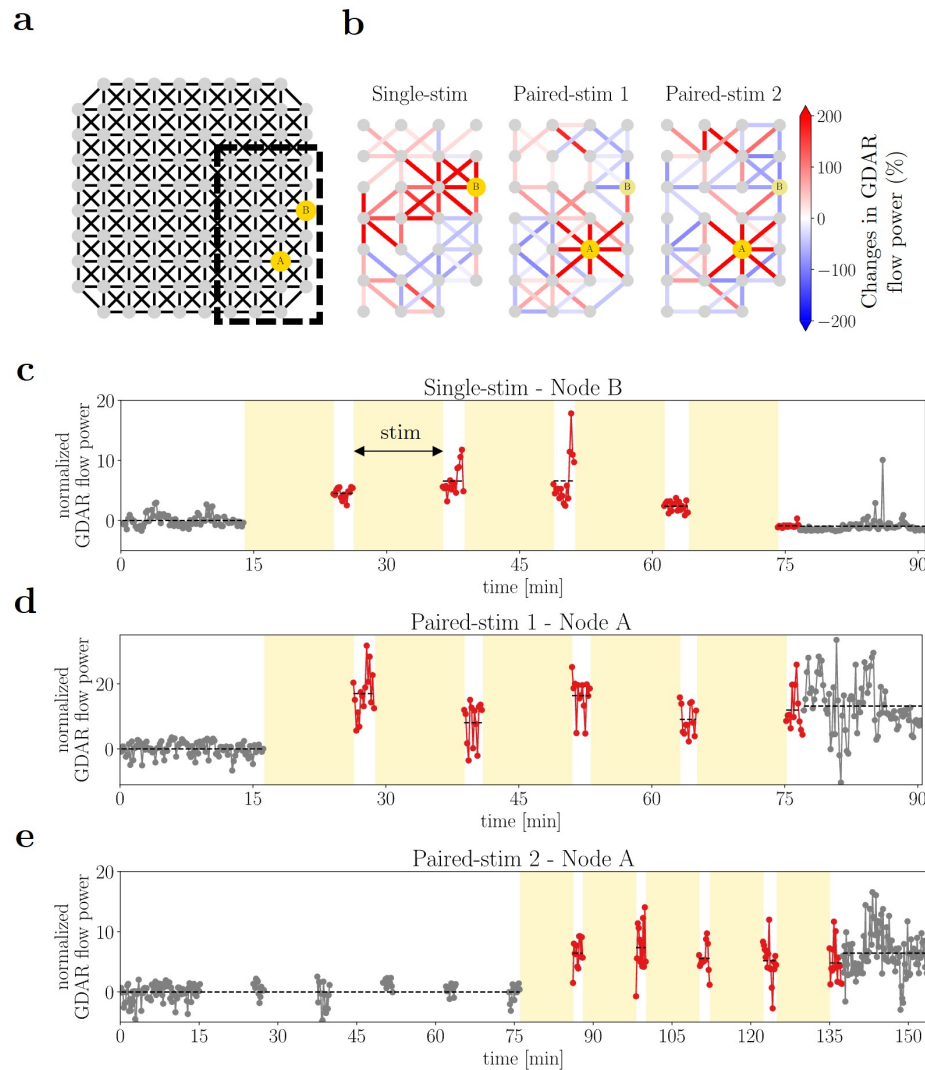 a
b
Single-stim
Paired-stim 1
Paired-stim 2
B
A
B
A
B
A
B
200
100
0
−100
−200
Changes in GDAR
flow power (%)
c
Single-stim - Node B
normalized
GDAR flow power
20
10
0
stim
0 15 30 45 60 75 90
time [min]
d
Paired-stim 1 - Node A
normalized
GDAR flow power
20
0
0 15 30 45 60 75 90
time [min]
e
Paired-stim 2 - Node A
normalized
GDAR flow power
20
10
0
0 15 30 45 60 75 90 105 120 135 150
time [min]